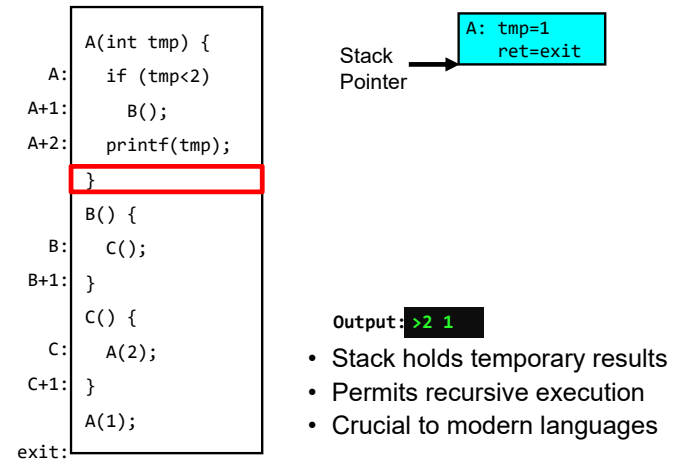 A(int tmp) {
A: if (tmp<2)
A+1: B();
A+2: printf(tmp);
}
B() {
B: C();
B+1: }
C() {
C: A(2);
C+1: }
A(1);
exit:
Stack
Pointer
A: tmp=1
ret=exit
Output: >2 1
• Stack holds temporary results
• Permits recursive execution
• Crucial to modern languages